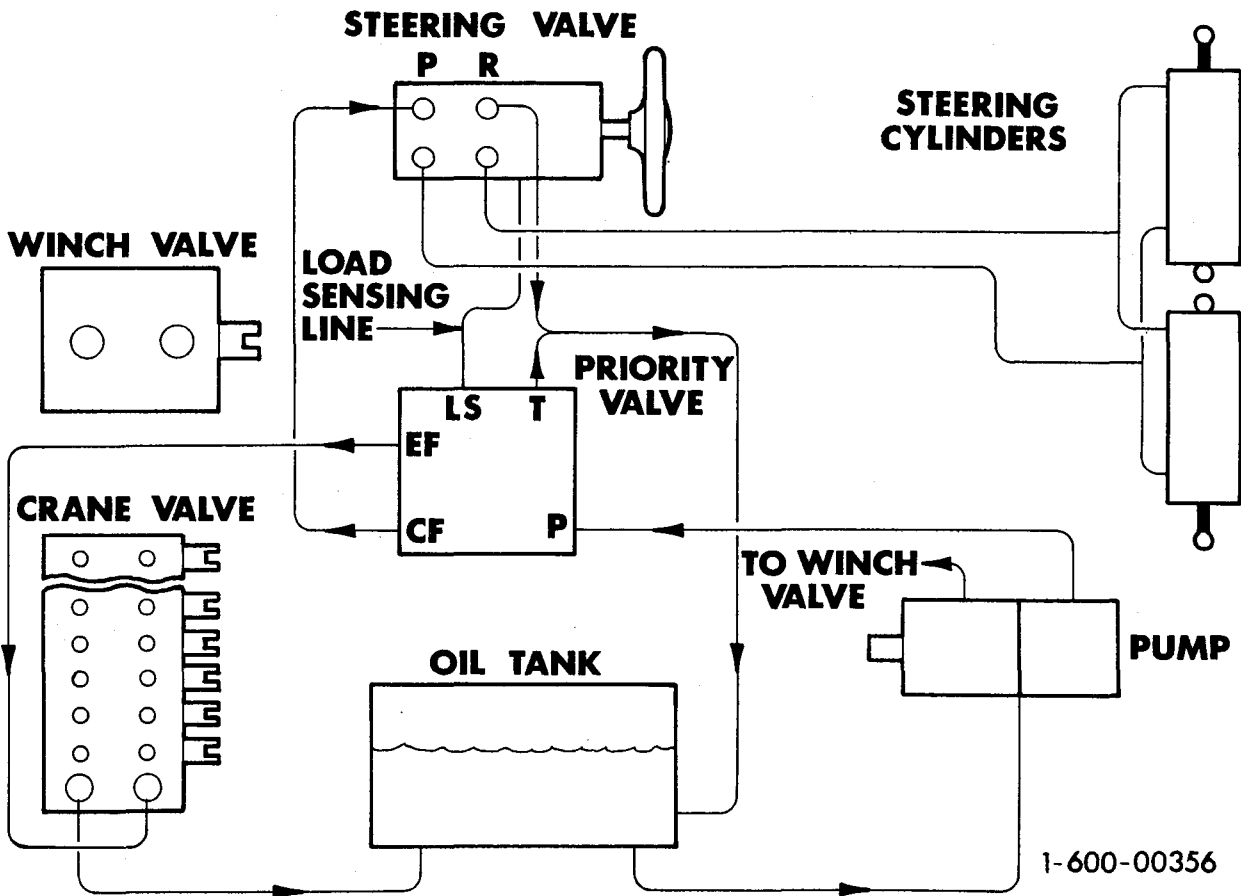 STEERING VALVE
P R
STEERING
CYLINDERS
WINCH VALVE
LOAD
SENSING
LINE
PRIORITY
VALVE
LS T
EF
CF
P
CRANE VALVE
TO WINCH
VALVE
OIL TANK
PUMP
1-600-00356